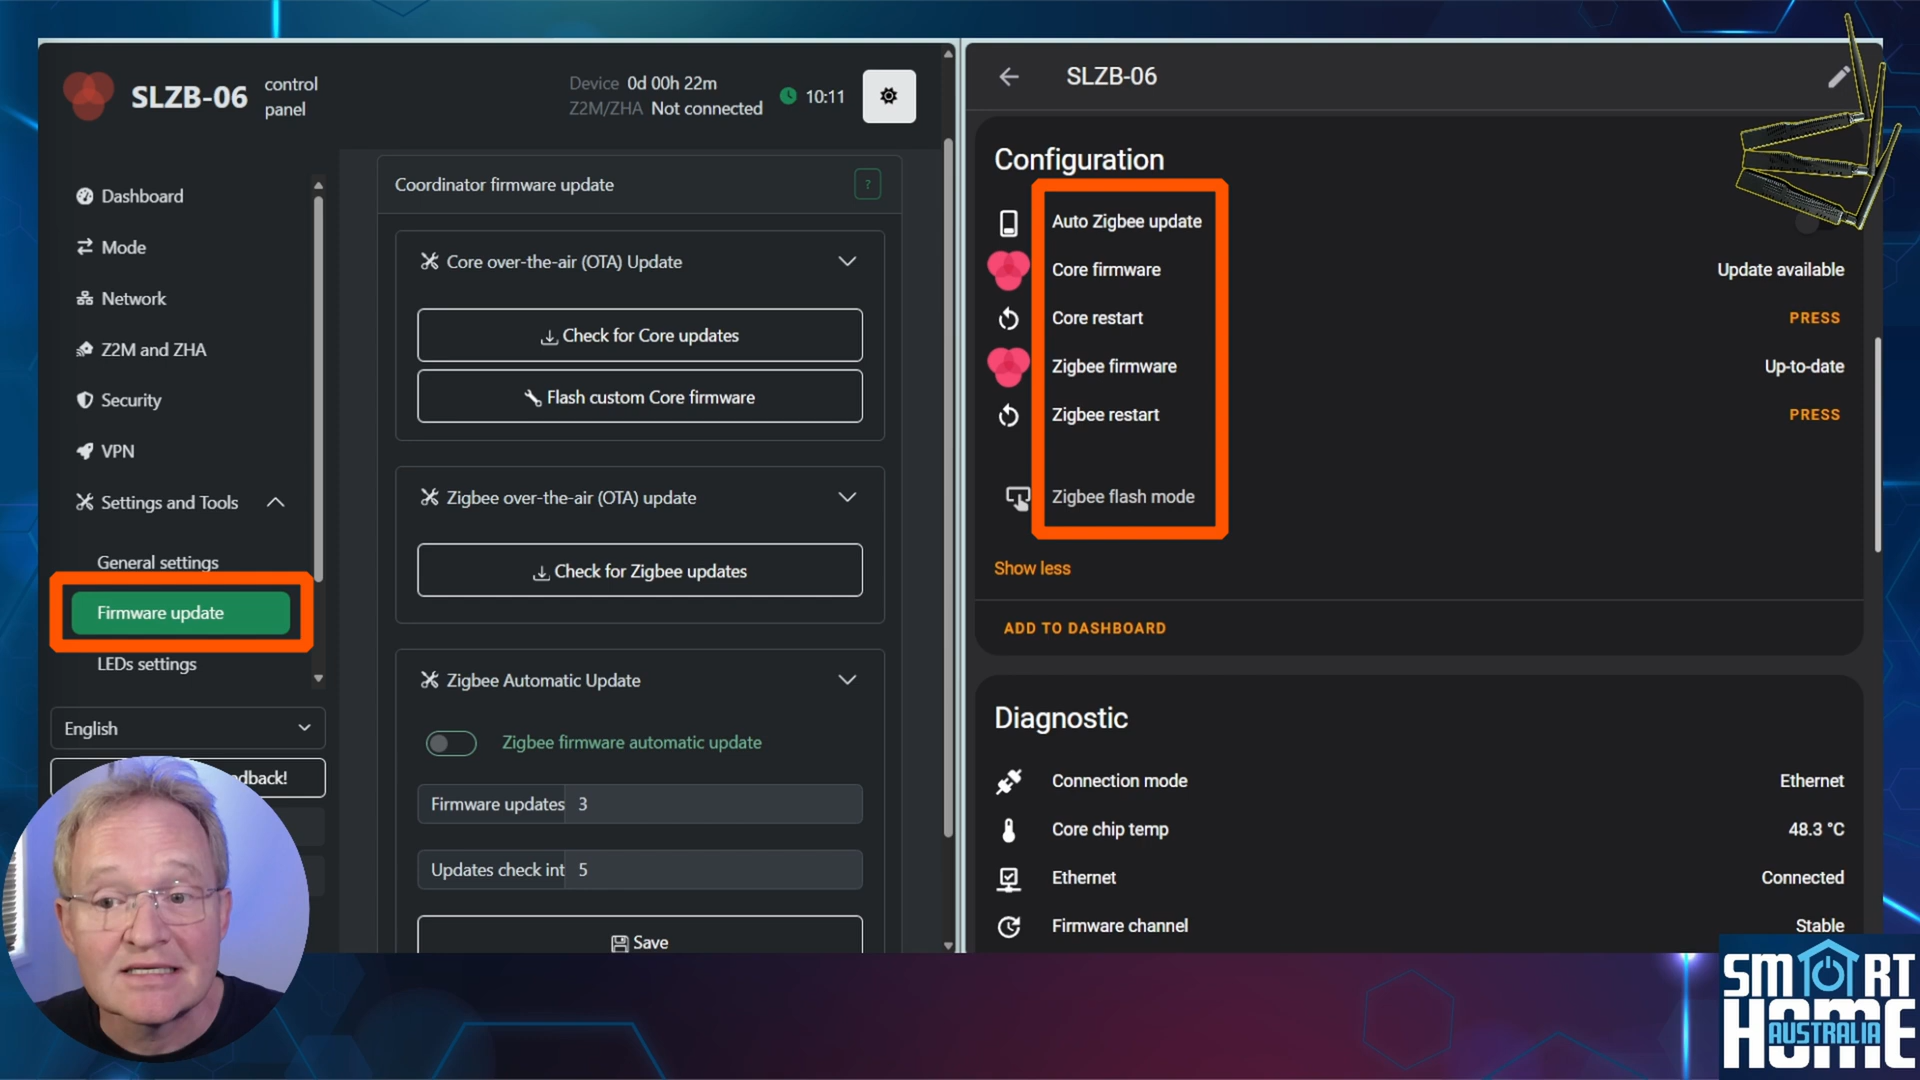 SLZB-06
control
panel
Device 0d 00h 22m
Z2M/ZHA Not connected
10:11
Dashboard
Mode
Network
Z2M and ZHA
Security
VPN
Settings and Tools
General settings
Firmware update
LEDs settings
English
edback!
Coordinator firmware update
?
Core over-the-air (OTA) Update
Check for Core updates
Flash custom Core firmware
Zigbee over-the-air (OTA) update
Check for Zigbee updates
Zigbee Automatic Update
Zigbee firmware automatic update
Firmware updates 3
Updates check int 5
Save
SLZB-06
Configuration
Auto Zigbee update
Core firmware Update available
Core restart PRESS
Zigbee firmware Up-to-date
Zigbee restart PRESS
Zigbee flash mode
Show less
ADD TO DASHBOARD
Diagnostic
Connection mode Ethernet
Core chip temp 48.3 °C
Ethernet Connected
Firmware channel Stable
SMART
HOME
AUSTRALIA